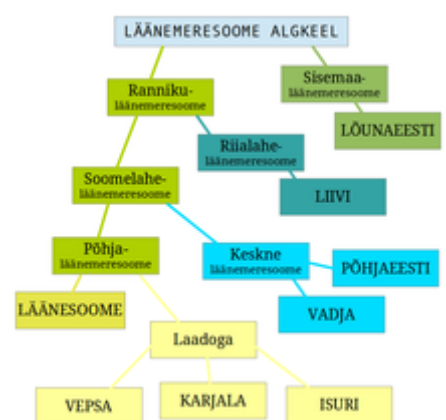 LÄÄNEMERESOOME ALGKEEL
Ranniku-
läänemeresoome
Sisemaa-
läänemeresoome
LÕUNAEESTI
Riialahe-
läänemeresoome
LIIVI
Soomelahe-
läänemeresoome
Põhja-
läänemeresoome
Keskne
läänemeresoome
PÕHJAEESTI
LÄÄNESOOME
VADJA
Laadoga
VEPSA
KARJALA
ISURI